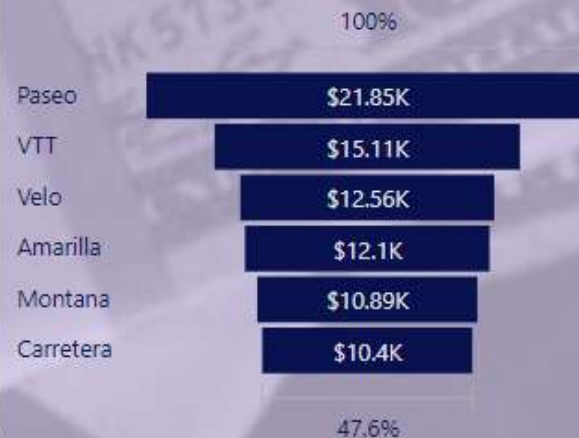 100%
Paseo $21.85K
VTT $15.11K
Velo $12.56K
Amarilla $12.1K
Montana $10.89K
Carretera $10.4K
47.6%